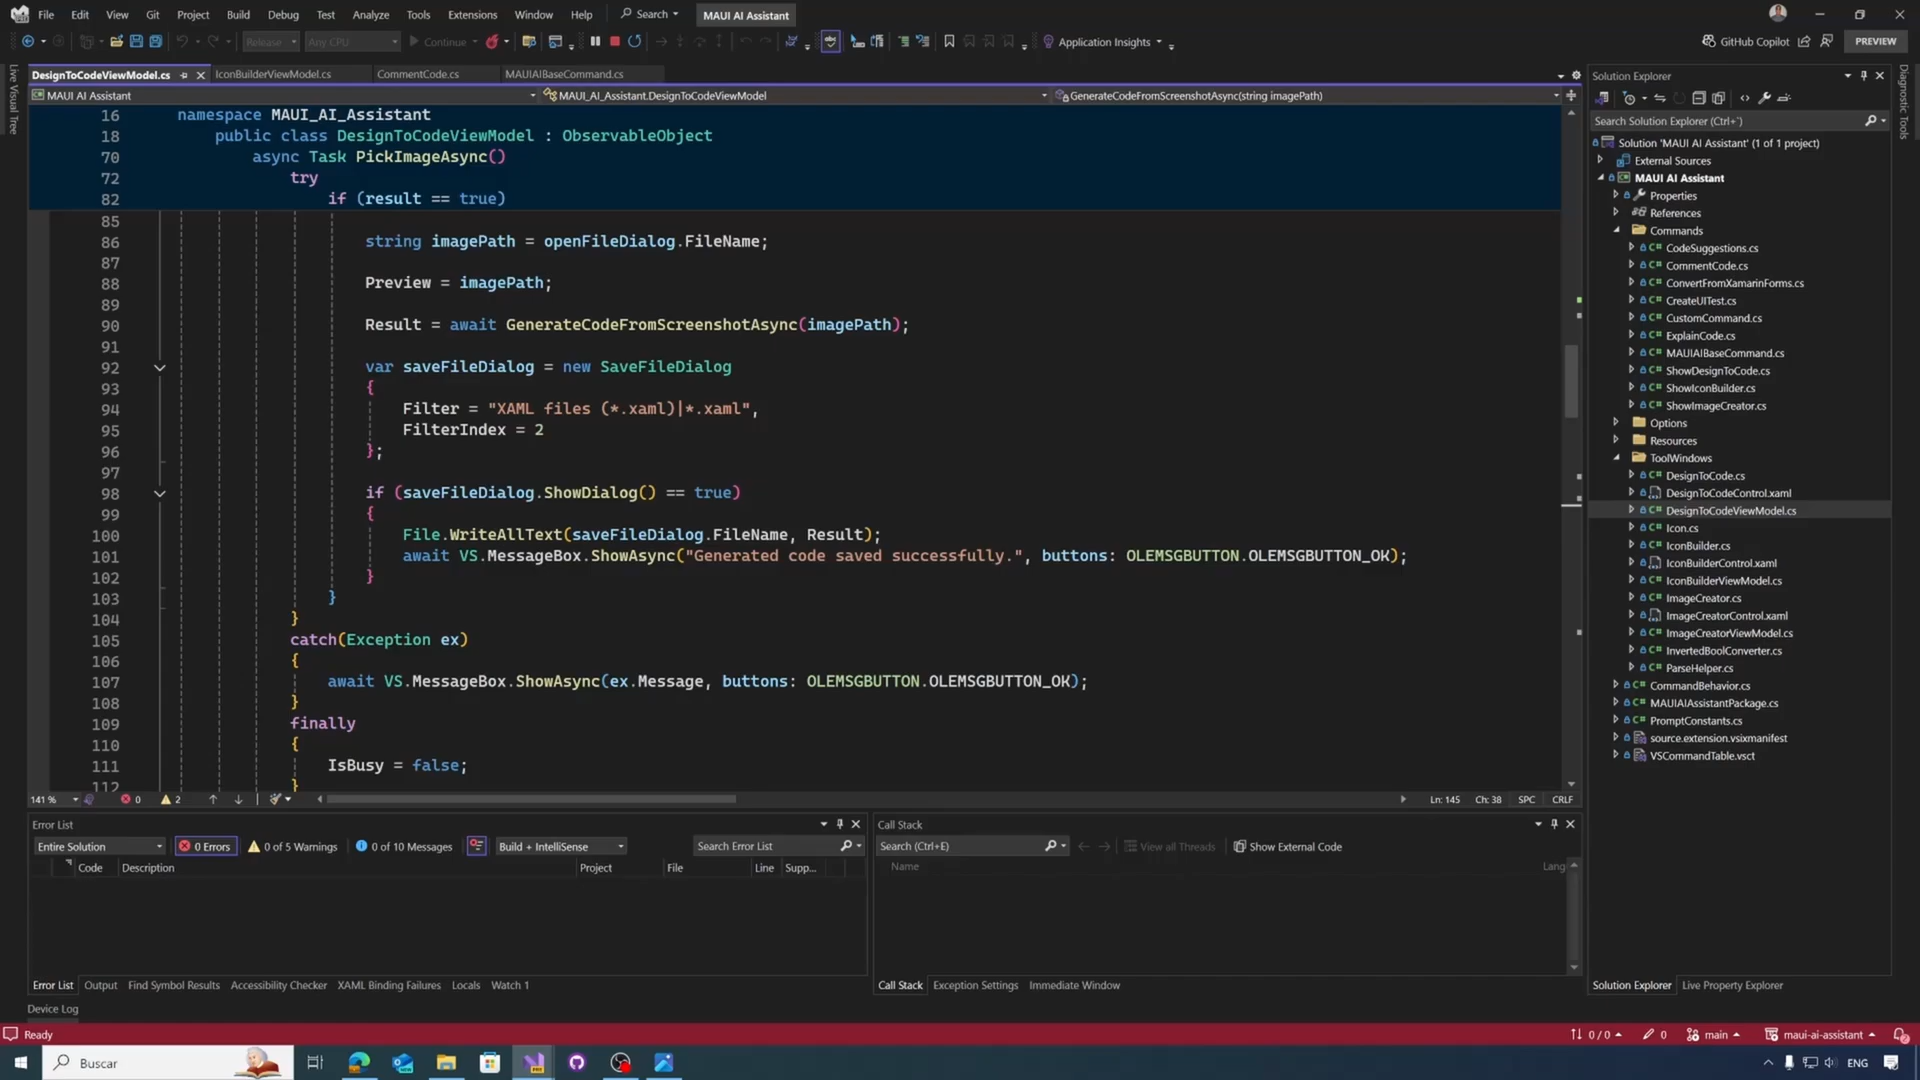 File Edit View Git Project Build Debug Test Analyze Tools Extensions Window Help Search MAUI AI Assistant
Release Any CPU Continue Application Insights GitHub Copilot PREVIEW
DesignToCodeViewModel.cs IconBuilderViewModel.cs CommentCode.cs MAUIAIBaseCommand.cs
MAUI AI Assistant MAUI_AI_Assistant.DesignToCodeViewModel GenerateCodeFromScreenshotAsync(string imagePath)
Live Visual Tree
16 namespace MAUI_AI_Assistant
18 public class DesignToCodeViewModel : ObservableObject
70 async Task PickImageAsync()
72 try
82 if (result == true)
85
86 string imagePath = openFileDialog.FileName;
87
88 Preview = imagePath;
89
90 Result = await GenerateCodeFromScreenshotAsync(imagePath);
91
92 var saveFileDialog = new SaveFileDialog
93 {
94 Filter = "XAML files (*.xaml)|*.xaml",
95 FilterIndex = 2
96 };
97
98 if (saveFileDialog.ShowDialog() == true)
99 {
100 File.WriteAllText(saveFileDialog.FileName, Result);
101 await VS.MessageBox.ShowAsync("Generated code saved successfully.", buttons: OLEMSGBUTTON.OLEMSGBUTTON_OK);
102 }
103 }
104 }
105 catch(Exception ex)
106 {
107 await VS.MessageBox.ShowAsync(ex.Message, buttons: OLEMSGBUTTON.OLEMSGBUTTON_OK);
108 }
109 finally
110 {
111 IsBusy = false;
112 }
141 % 0 2 Ln: 145 Ch: 38 SPC CRLF
Error List
Entire Solution 0 Errors 0 of 5 Warnings 0 of 10 Messages Build + IntelliSense Search Error List
Code Description Project File Line Supp...
Error List Output Find Symbol Results Accessibility Checker XAML Binding Failures Locals Watch 1
Device Log
Call Stack
Search (Ctrl+E) View all Threads Show External Code
Name Lang
Call Stack Exception Settings Immediate Window
Solution Explorer
Search Solution Explorer (Ctrl+¨)
Solution 'MAUI AI Assistant' (1 of 1 project)
External Sources
MAUI AI Assistant
Properties
References
Commands
C# CodeSuggestions.cs
C# CommentCode.cs
C# ConvertFromXamarinForms.cs
C# CreateUITest.cs
C# CustomCommand.cs
C# ExplainCode.cs
C# MAUIAIBaseCommand.cs
C# ShowDesignToCode.cs
C# ShowIconBuilder.cs
C# ShowImageCreator.cs
Options
Resources
ToolWindows
C# DesignToCode.cs
DesignToCodeControl.xaml
C# DesignToCodeViewModel.cs
C# Icon.cs
C# IconBuilder.cs
IconBuilderControl.xaml
C# IconBuilderViewModel.cs
C# ImageCreator.cs
ImageCreatorControl.xaml
C# ImageCreatorViewModel.cs
C# InvertedBoolConverter.cs
C# ParseHelper.cs
C# CommandBehavior.cs
C# MAUIAIAssistantPackage.cs
C# PromptConstants.cs
source.extension.vsixmanifest
VSCommandTable.vsct
Solution Explorer Live Property Explorer
Diagnostic Tools
Ready 0 / 0 0 main maui-ai-assistant 2
Buscar ENG